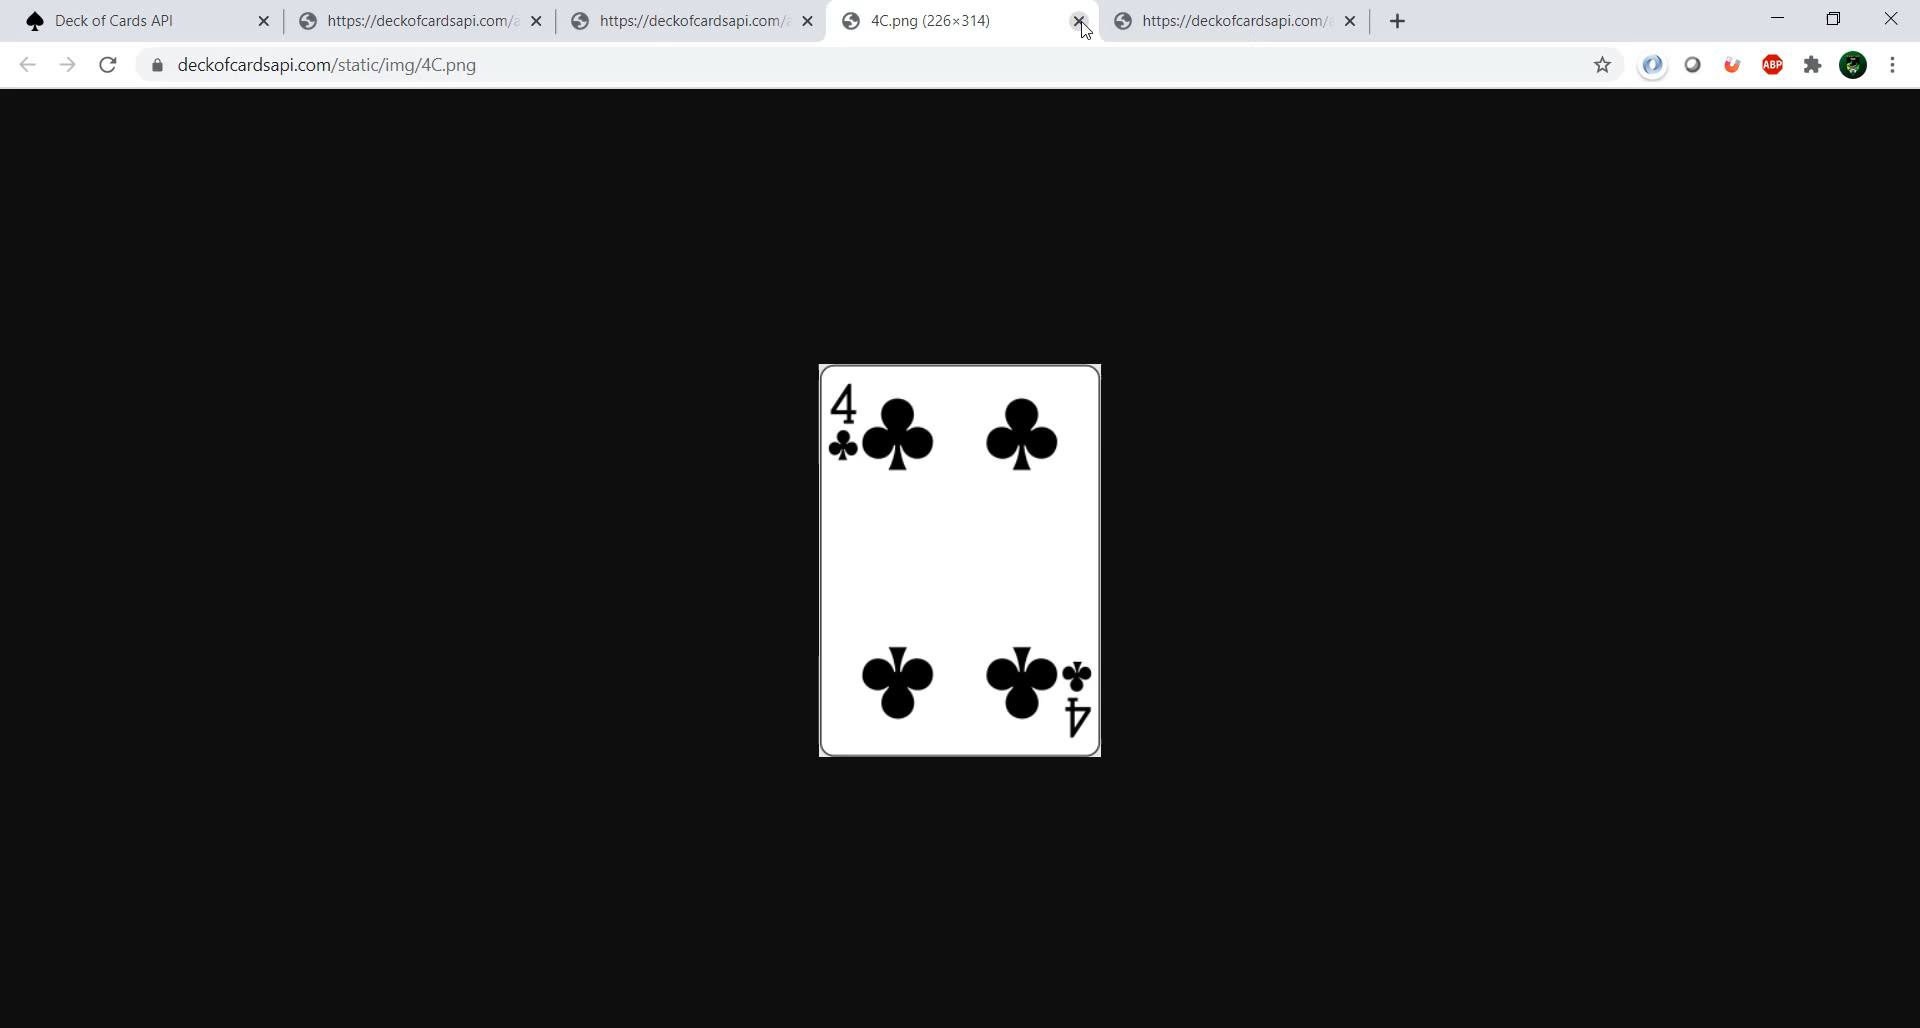 Deck of Cards API
https://deckofcardsapi.com/a
https://deckofcardsapi.com/a
4C.png (226×314)
https://deckofcardsapi.com/a
deckofcardsapi.com/static/img/4C.png
ABP
4
4